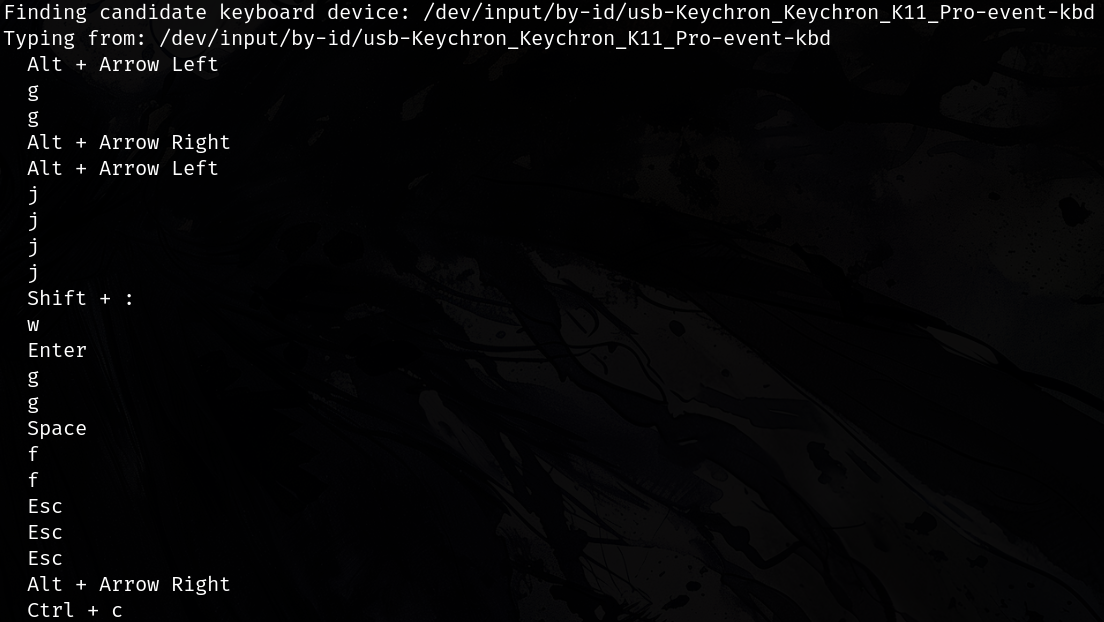 Finding candidate keyboard device: /dev/input/by-id/usb-Keychron_Keychron_K11_Pro-event-kbd
Typing from: /dev/input/by-id/usb-Keychron_Keychron_K11_Pro-event-kbd
  Alt + Arrow Left
  g
  g
  Alt + Arrow Right
  Alt + Arrow Left
  j
  j
  j
  j
  Shift + :
  w
  Enter
  g
  g
  Space
  f
  f
  Esc
  Esc
  Esc
  Alt + Arrow Right
  Ctrl + c